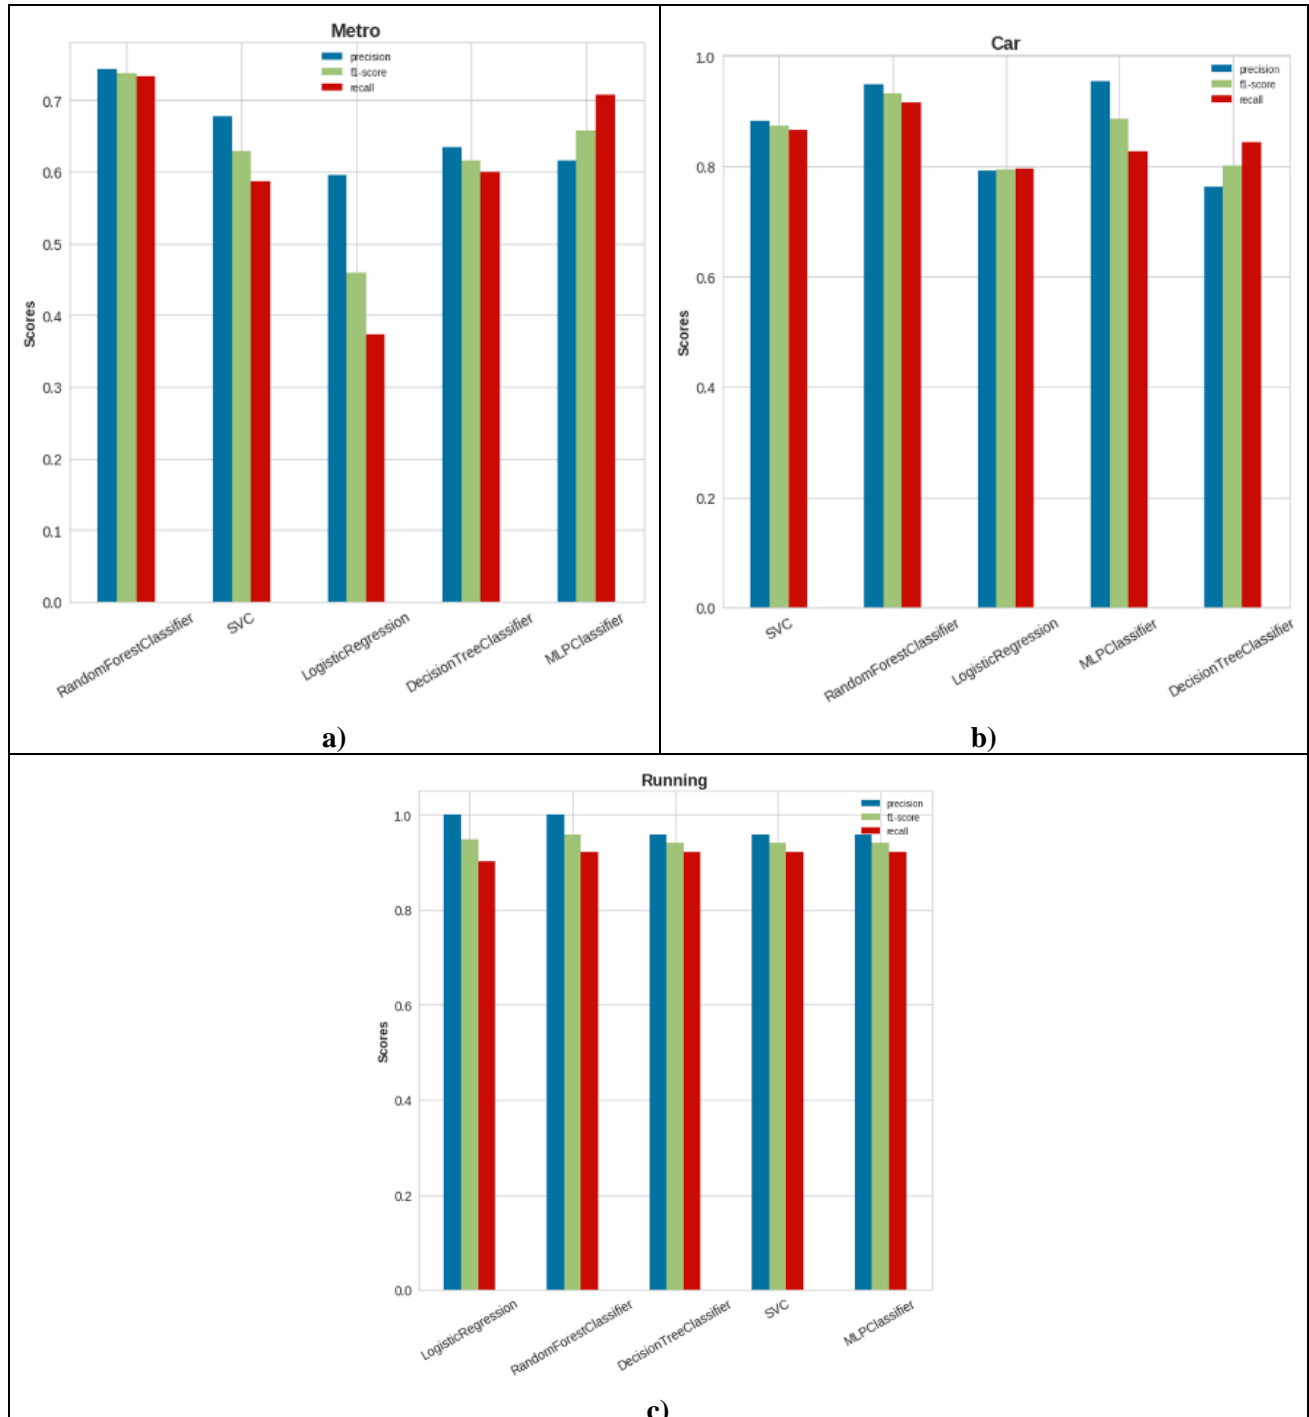 Metro
precision
f1-score
recall
Scores
0.7
0.6
0.5
0.4
0.3
0.2
0.1
0.0
RandomForestClassifier
SVC
LogisticRegression
DecisionTreeClassifier
MLPClassifier
a)
Car
precision
f1-score
recall
Scores
1.0
0.8
0.6
0.4
0.2
0.0
SVC
RandomForestClassifier
LogisticRegression
MLPClassifier
DecisionTreeClassifier
b)
Running
precision
f1-score
recall
Scores
1.0
0.8
0.6
0.4
0.2
0.0
LogisticRegression
RandomForestClassifier
DecisionTreeClassifier
SVC
MLPClassifier
c)